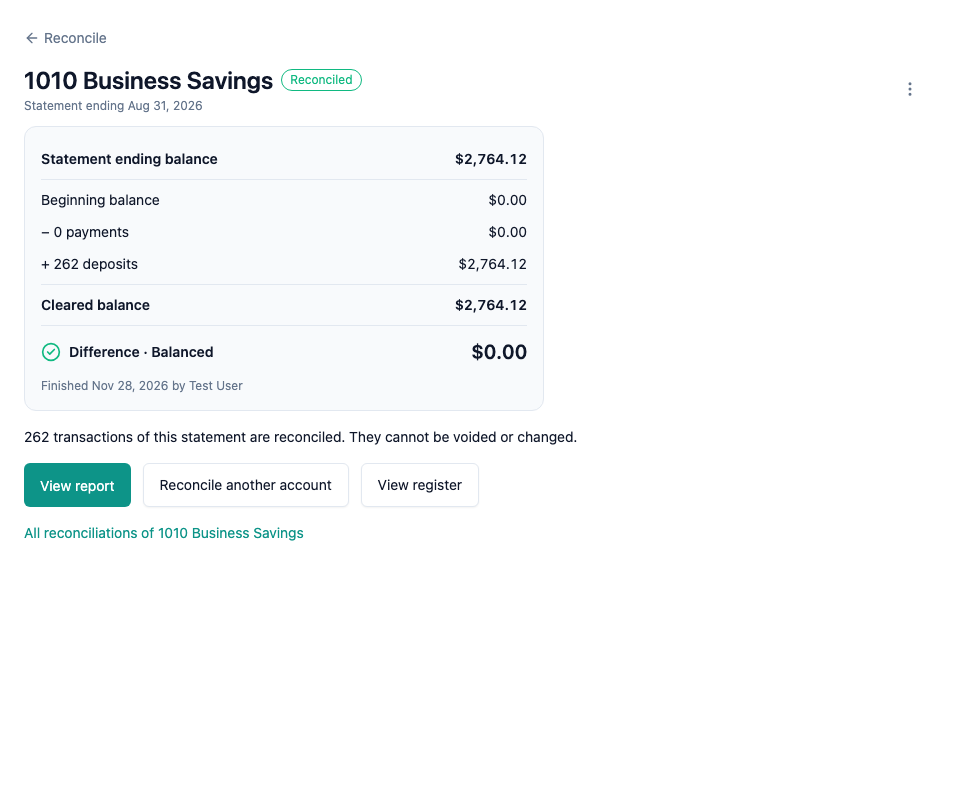 Reconcile
1010 Business Savings Reconciled
Statement ending Aug 31, 2026
Statement ending balance $2,764.12
Beginning balance $0.00
− 0 payments $0.00
+ 262 deposits $2,764.12
Cleared balance $2,764.12
Difference · Balanced $0.00
Finished Nov 28, 2026 by Test User
262 transactions of this statement are reconciled. They cannot be voided or changed.
View report Reconcile another account View register
All reconciliations of 1010 Business Savings